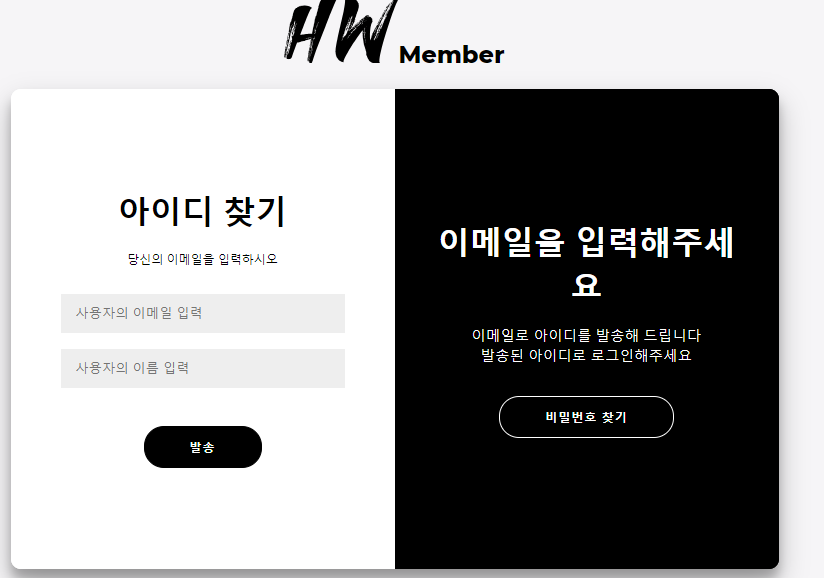 HW Member
아이디 찾기
당신의 이메일을 입력하시오
사용자의 이메일 입력
사용자의 이름 입력
발송
이메일을 입력해주세
요
이메일로 아이디를 발송해 드립니다
발송된 아이디로 로그인해주세요
비밀번호 찾기